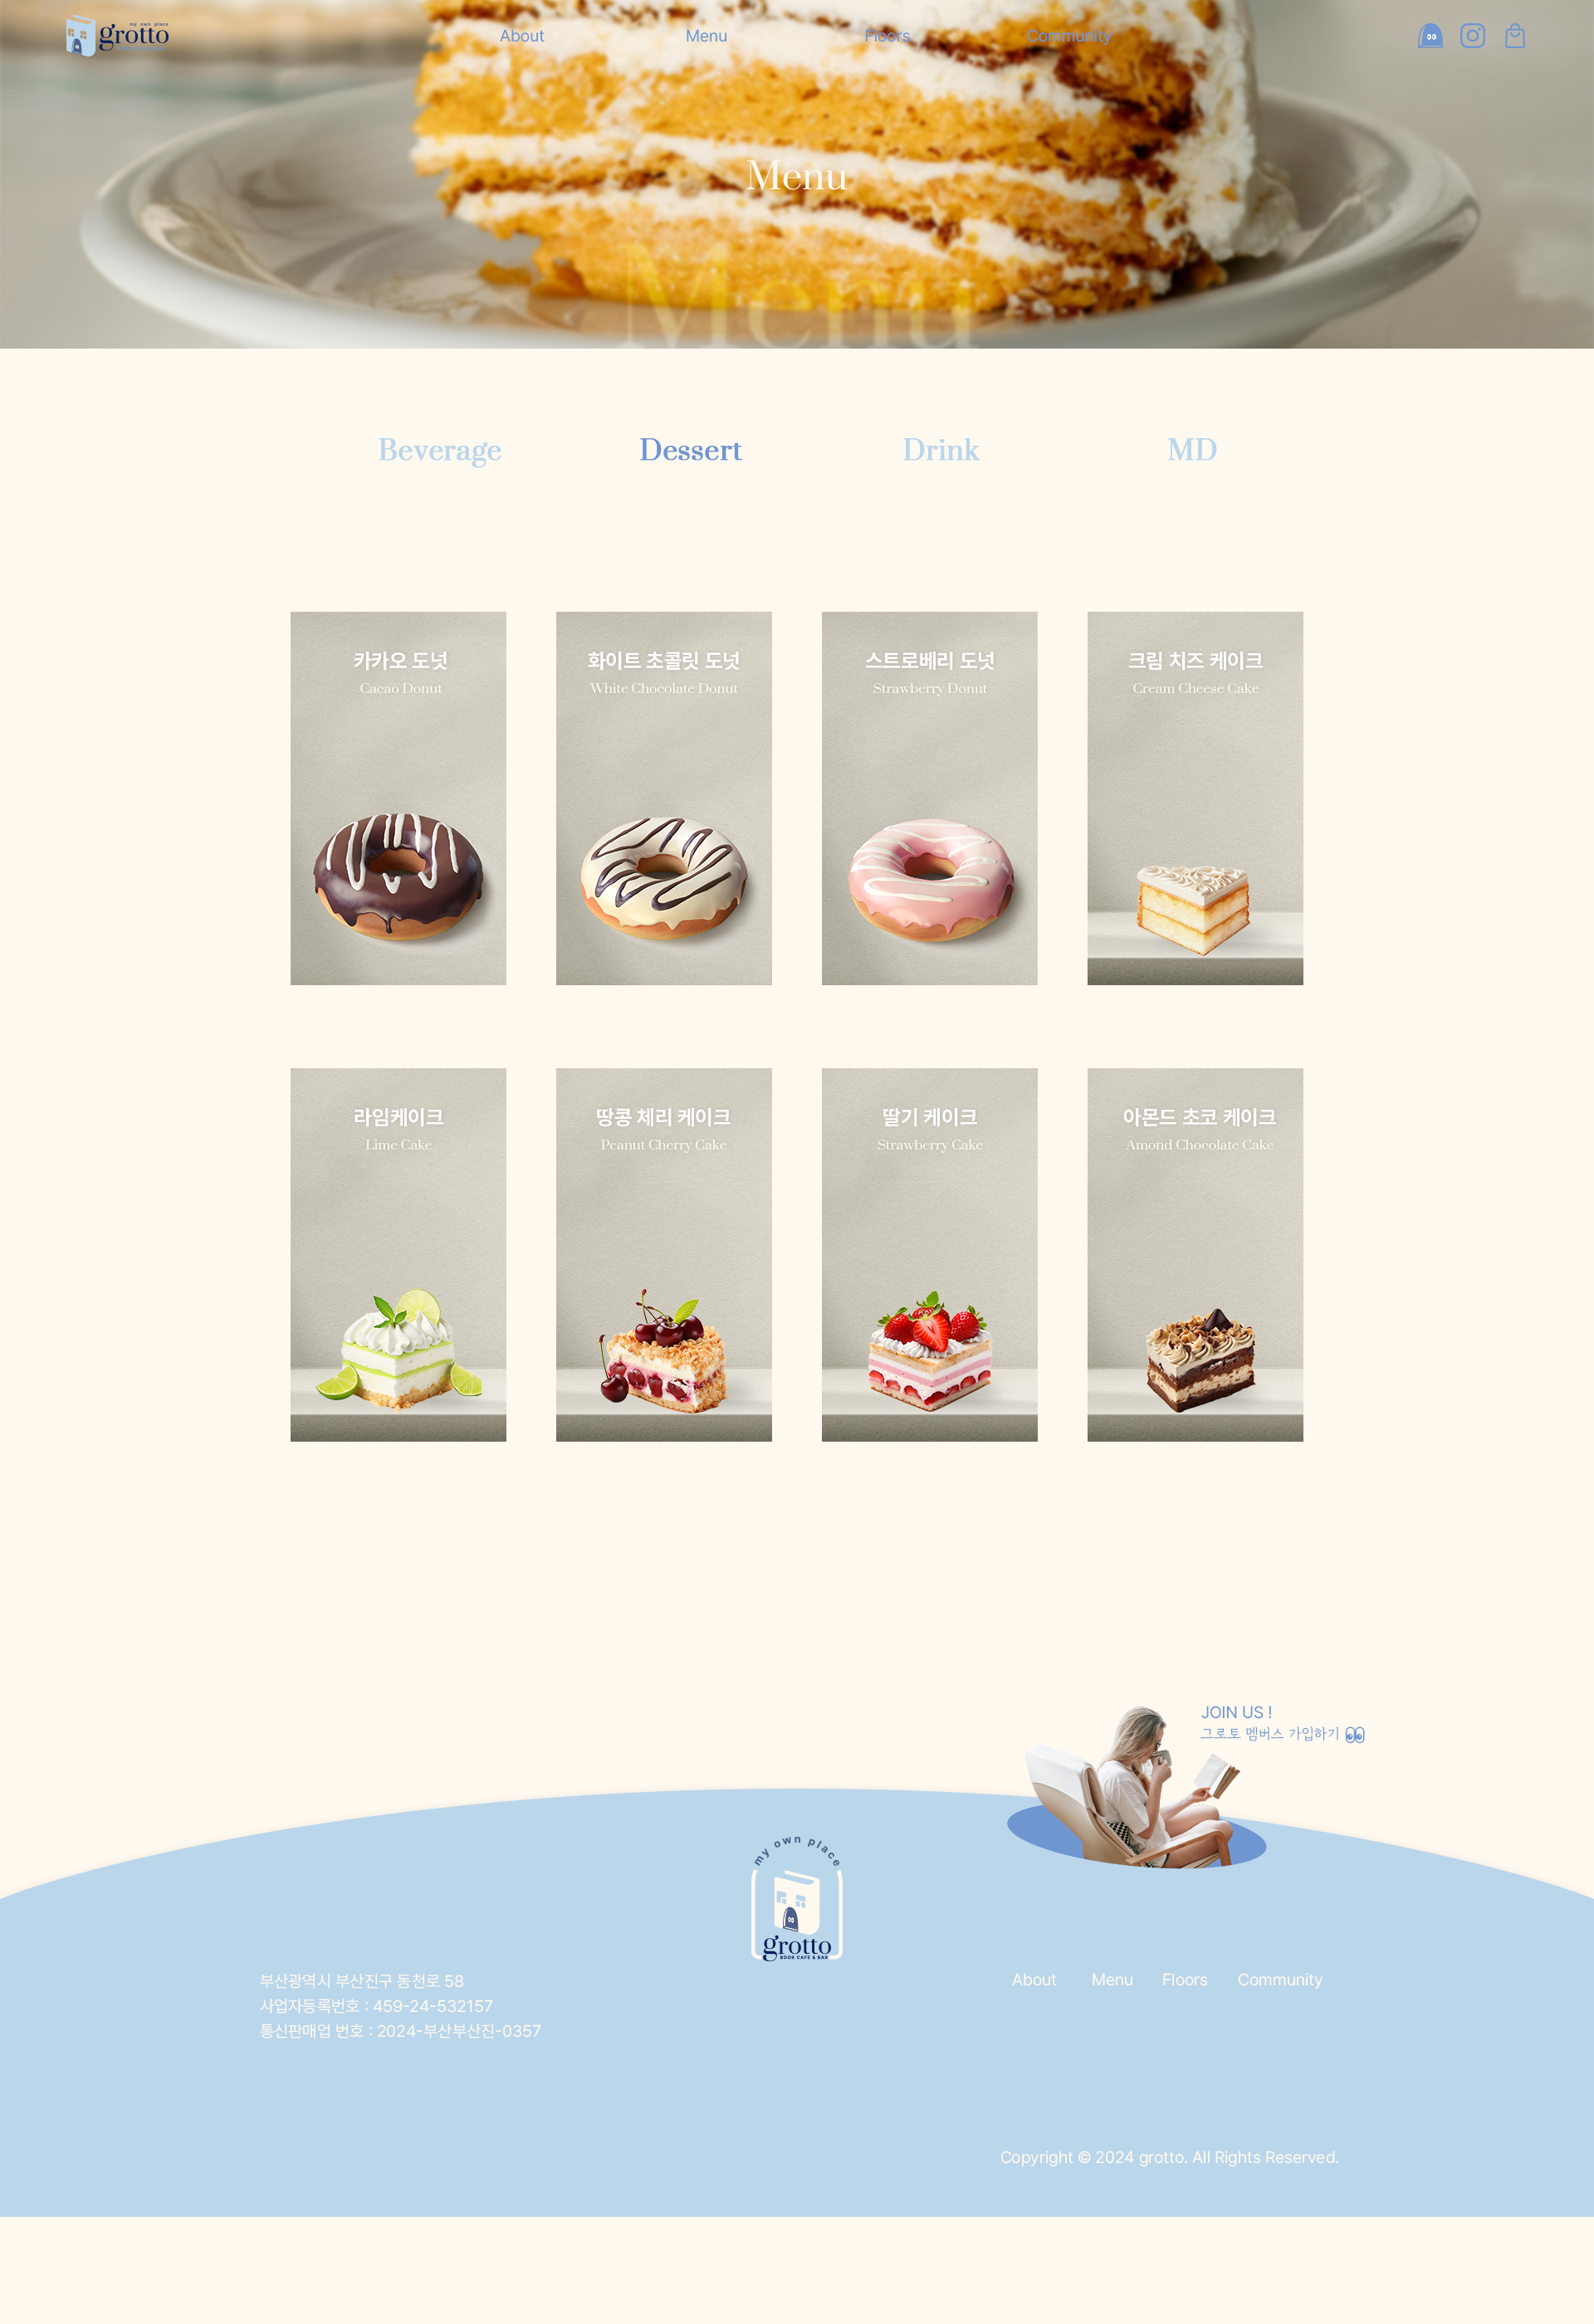 my own place
grotto
About
Menu
Floors
Community
Menu
Menu
Beverage
Dessert
Drink
MD
카카오 도넛
Cacao Donut
화이트 초콜릿 도넛
White Chocolate Donut
스트로베리 도넛
Strawberry Donut
크림 치즈 케이크
Cream Cheese Cake
라임케이크
Lime Cake
땅콩 체리 케이크
Peanut Cherry Cake
딸기 케이크
Strawberry Cake
아몬드 초코 케이크
Amond Chocolate Cake
JOIN US !
그로토 멤버스 가입하기
my own place
grotto
BOOK CAFE & BAR
부산광역시 부산진구 동천로 58
사업자등록번호 : 459-24-532157
통신판매업 번호 : 2024-부산부산진-0357
About
Menu
Floors
Community
Copyright © 2024 grotto. All Rights Reserved.